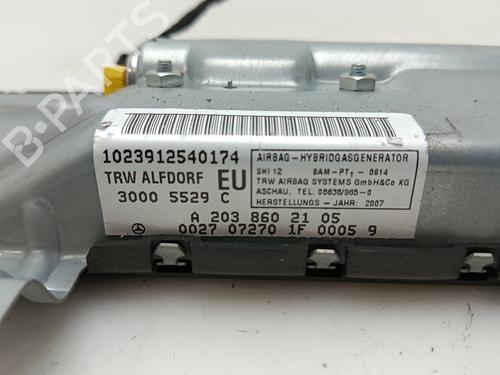 B-PARTS
1023912540174
TRW ALFDORF EU
3000 5529 C
AIRBAG - HYBRIDGASGENERATOR
SHI 12 BAM-PT1 - 0614
TRW AIRBAG SYSTEMS GmbH&Co KG
ASCHAU, TEL. 08638/965-0
HERSTELLUNGS - JAHR: 2007
A 203 860 21 05
0027 07270 1F 0005 9